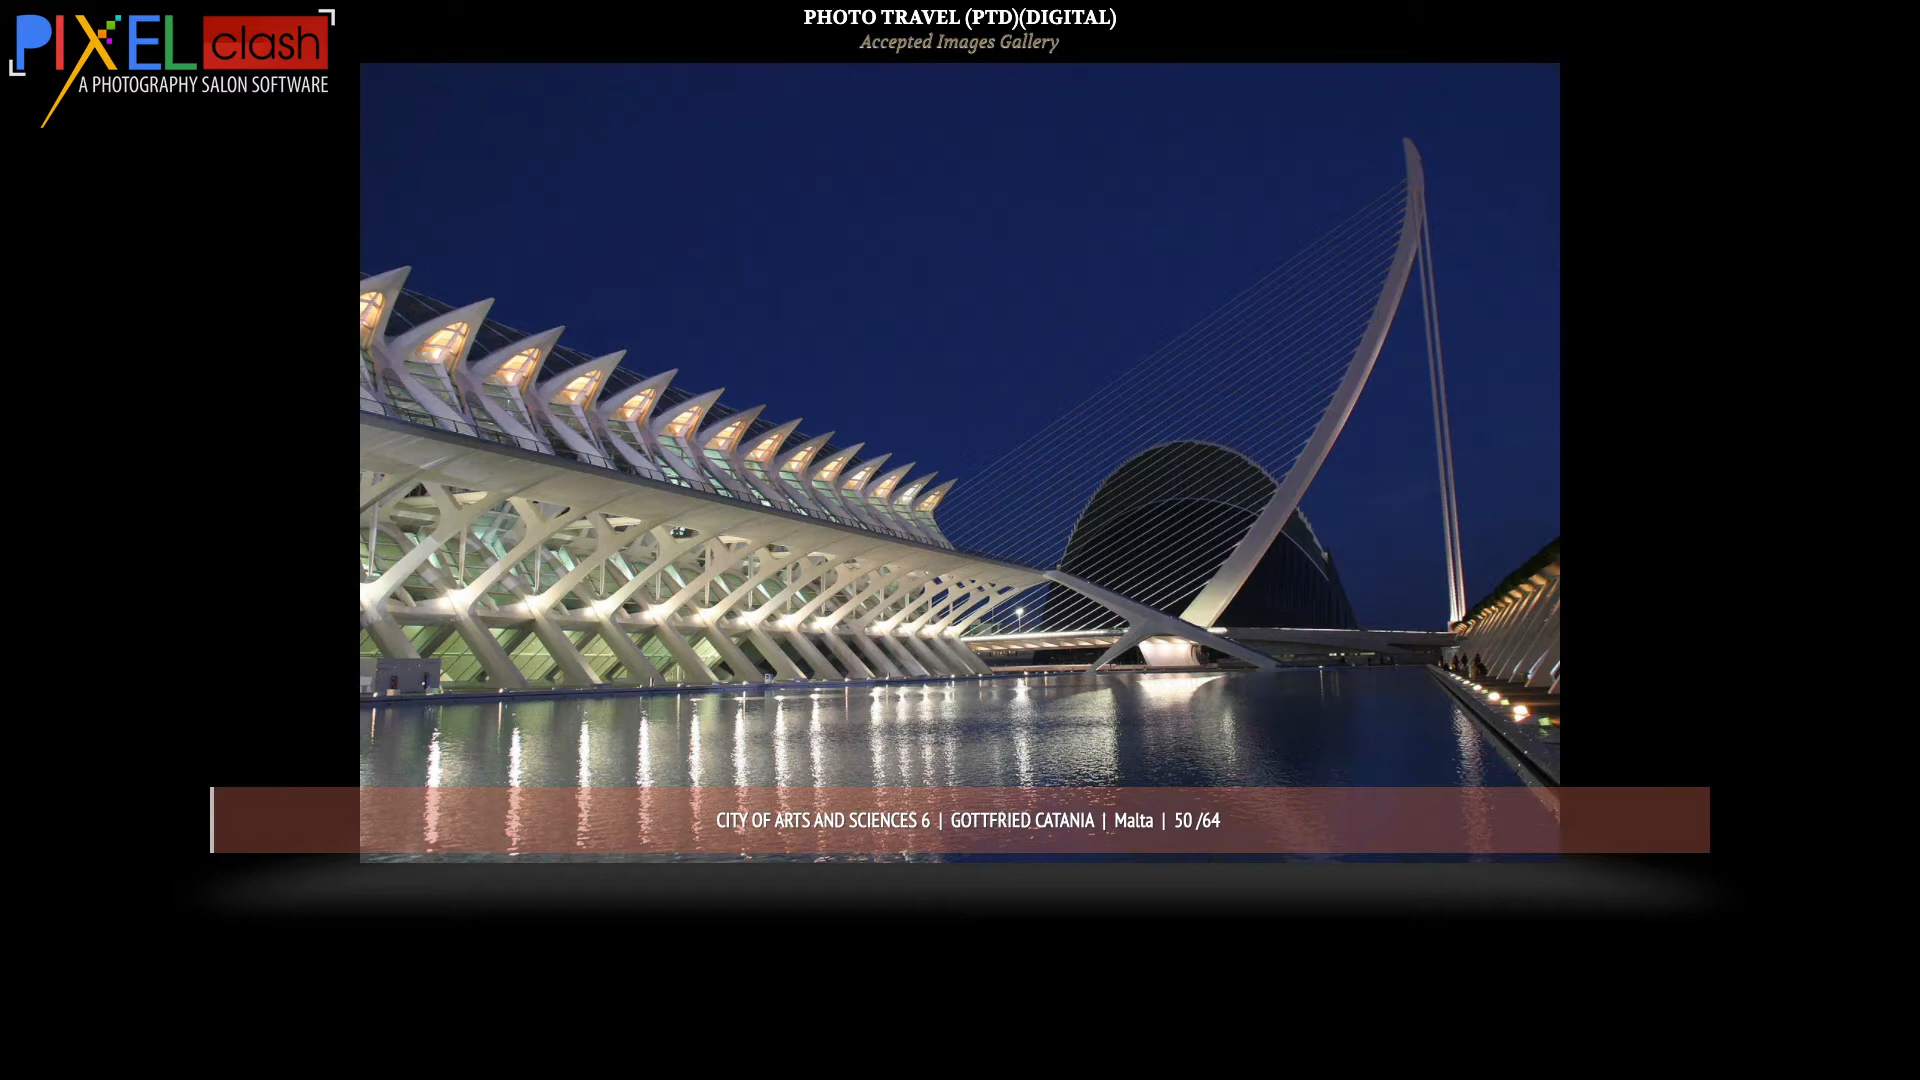 PIXEL clash
A PHOTOGRAPHY SALON SOFTWARE
PHOTO TRAVEL (PTD)(DIGITAL)
Accepted Images Gallery
CITY OF ARTS AND SCIENCES 6 | GOTTFRIED CATANIA | Malta | 50 /64